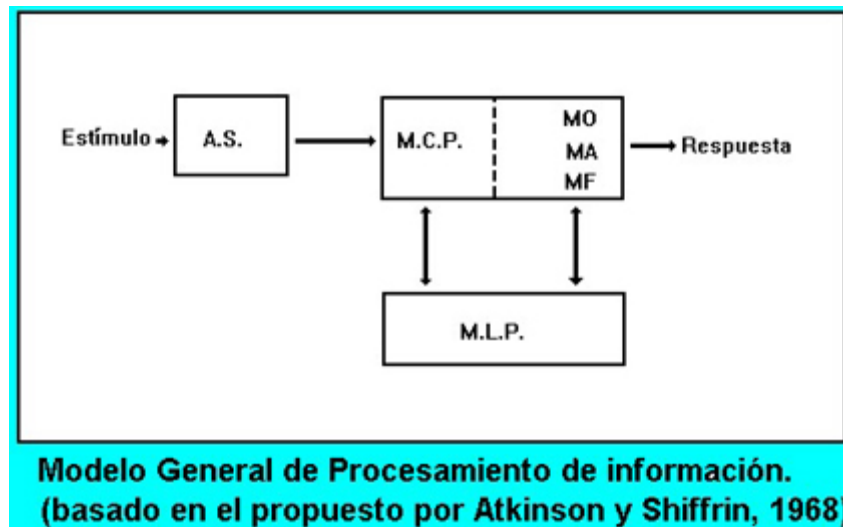 Estímulo
A.S.
M.C.P.
MO
MA
MF
Respuesta
M.L.P.
Modelo General de Procesamiento de información.
(basado en el propuesto por Atkinson y Shiffrin, 1968)